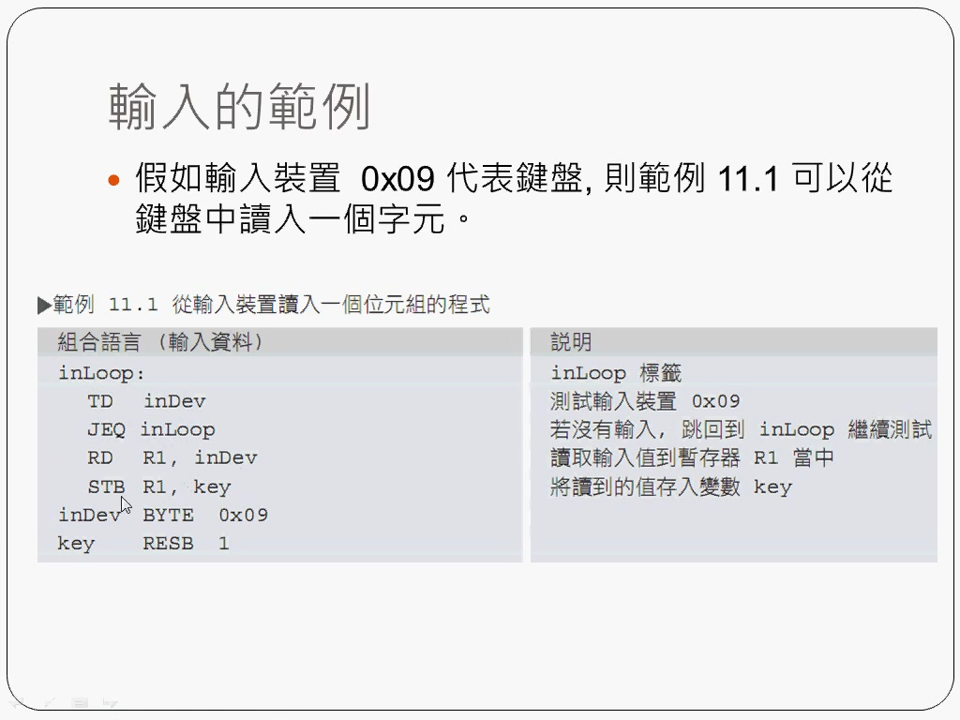 輸入的範例
• 假如輸入裝置 0x09 代表鍵盤, 則範例 11.1 可以從
鍵盤中讀入一個字元。
▶範例 11.1 從輸入裝置讀入一個位元組的程式
組合語言 (輸入資料) 說明
inLoop: inLoop 標籤
TD inDev 測試輸入裝置 0x09
JEQ inLoop 若沒有輸入, 跳回到 inLoop 繼續測試
RD R1, inDev 讀取輸入值到暫存器 R1 當中
STB R1, key 將讀到的值存入變數 key
inDev BYTE 0x09
key RESB 1